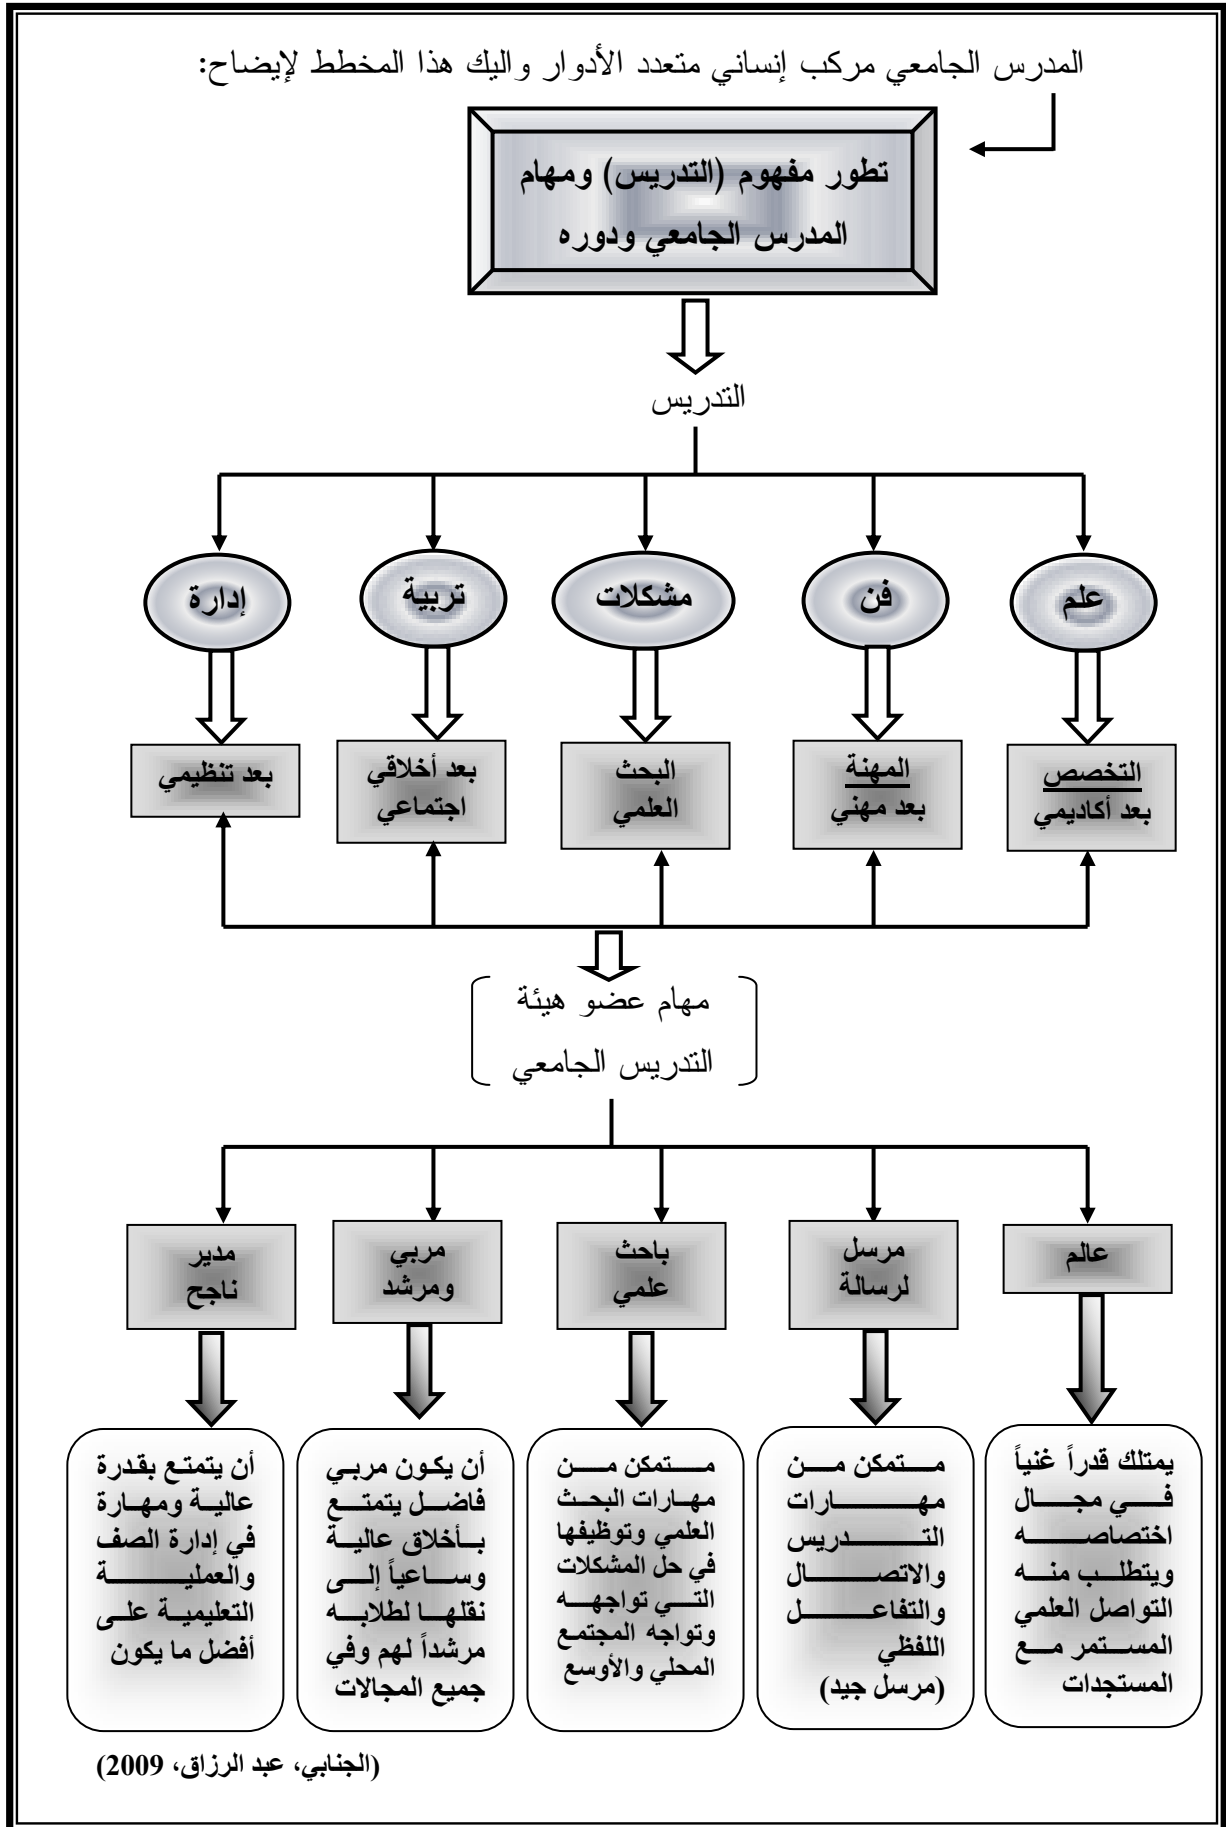 المدرس الجامعي مركب إنساني متعدد الأدوار واليك هذا المخطط لإيضاح:
تطور مفهوم (التدريس) ومهام
المدرس الجامعي ودوره
التدريس
علم
فن
مشكلات
تربية
إدارة
التخصص
بعد أكاديمي
المهنة
بعد مهني
البحث
العلمي
بعد أخلاقي
اجتماعي
بعد تنظيمي
مهام عضو هيئة
التدريس الجامعي
عالم
مرسل
لرسالة
باحث
علمي
مربي
ومرشد
مدير
ناجح
يمتلك قدراً غنياً
في مجال
اختصاصه
ويتطلب منه
التواصل العلمي
المستمر مع
المستجدات
متمكن من
مهارات
التدريس
والاتصال
والتفاعل
اللفظي
(مرسل جيد)
متمكن من
مهارات البحث
العلمي وتوظيفها
في حل المشكلات
التي تواجهه
وتواجه المجتمع
المحلي والأوسع
أن يكون مربي
فاضل يتمتع
بأخلاق عالية
وساعياً إلى
نقلها لطلابه
مرشداً لهم وفي
جميع المجالات
أن يتمتع بقدرة
عالية ومهارة
في إدارة الصف
والعملية
التعليمية على
أفضل ما يكون
(الجنابي، عبد الرزاق، 2009)